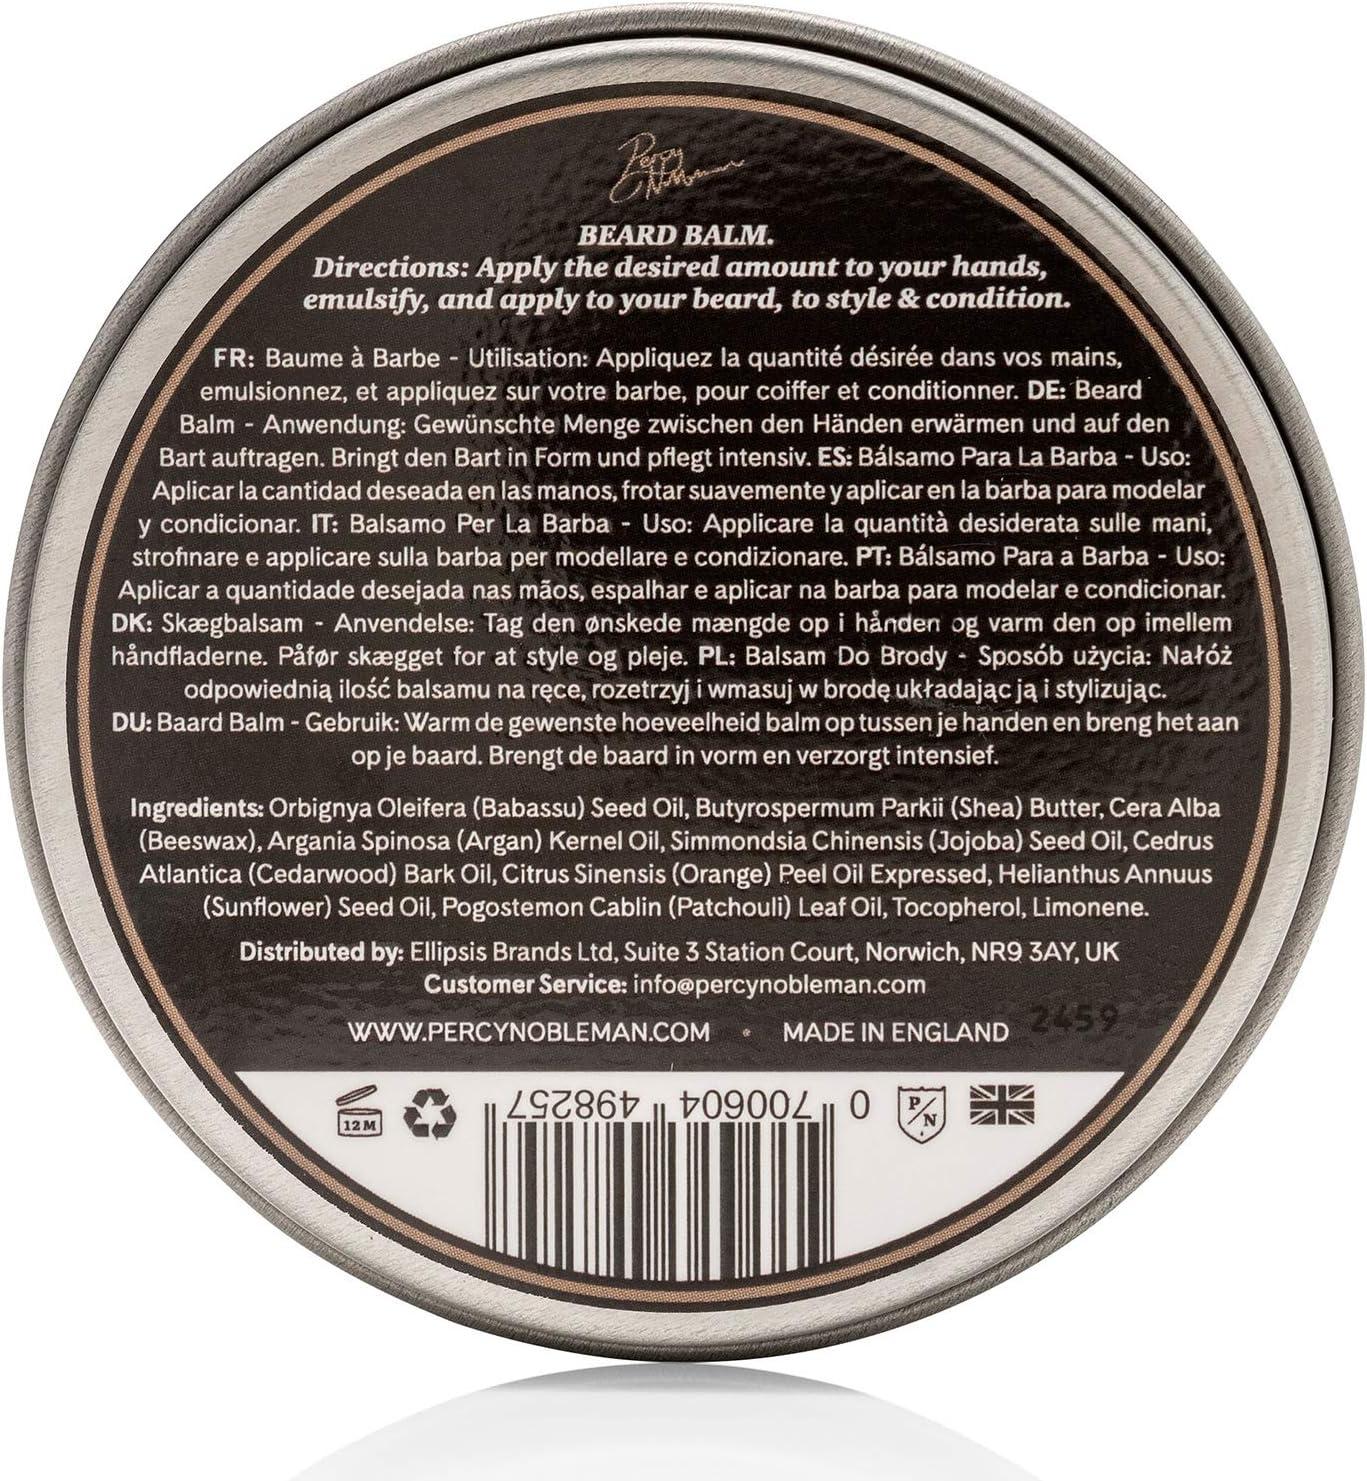 Percy Nobleman
BEARD BALM.
Directions: Apply the desired amount to your hands,
emulsify, and apply to your beard, to style & condition.
FR: Baume à Barbe - Utilisation: Appliquez la quantité désirée dans vos mains,
emulsionnez, et appliquez sur votre barbe, pour coiffer et conditionner. DE: Beard
Balm - Anwendung: Gewünschte Menge zwischen den Händen erwärmen und auf den
Bart auftragen. Bringt den Bart in Form und pflegt intensiv. ES: Bálsamo Para La Barba - Uso:
Aplicar la cantidad deseada en las manos, frotar suavemente y aplicar en la barba para modelar
y condicionar. IT: Balsamo Per La Barba - Uso: Applicare la quantità desiderata sulle mani,
strofinare e applicare sulla barba per modellare e condizionare. PT: Bálsamo Para a Barba - Uso:
Aplicar a quantidade desejada nas mãos, espalhar e aplicar na barba para modelar e condicionar.
DK: Skægbalsam - Anvendelse: Tag den ønskede mængde op i hånden og varm den op imellem
håndfladerne. Påfør skægget for at style og pleje. PL: Balsam Do Brody - Sposób użycia: Nałóż
odpowiednią ilość balsamu na ręce, rozetrzyj i wmasuj w brodę układając ją i stylizując.
DU: Baard Balm - Gebruik: Warm de gewenste hoeveelheid balm op tussen je handen en breng het aan
op je baard. Brengt de baard in vorm en verzorgt intensief.
Ingredients: Orbignya Oleifera (Babassu) Seed Oil, Butyrospermum Parkii (Shea) Butter, Cera Alba
(Beeswax), Argania Spinosa (Argan) Kernel Oil, Simmondsia Chinensis (Jojoba) Seed Oil, Cedrus
Atlantica (Cedarwood) Bark Oil, Citrus Sinensis (Orange) Peel Oil Expressed, Helianthus Annuus
(Sunflower) Seed Oil, Pogostemon Cablin (Patchouli) Leaf Oil, Tocopherol, Limonene.
Distributed by: Ellipsis Brands Ltd, Suite 3 Station Court, Norwich, NR9 3AY, UK
Customer Service: info@percynobleman.com
WWW.PERCYNOBLEMAN.COM • MADE IN ENGLAND
2459
12M
0 700604 498257
P/N